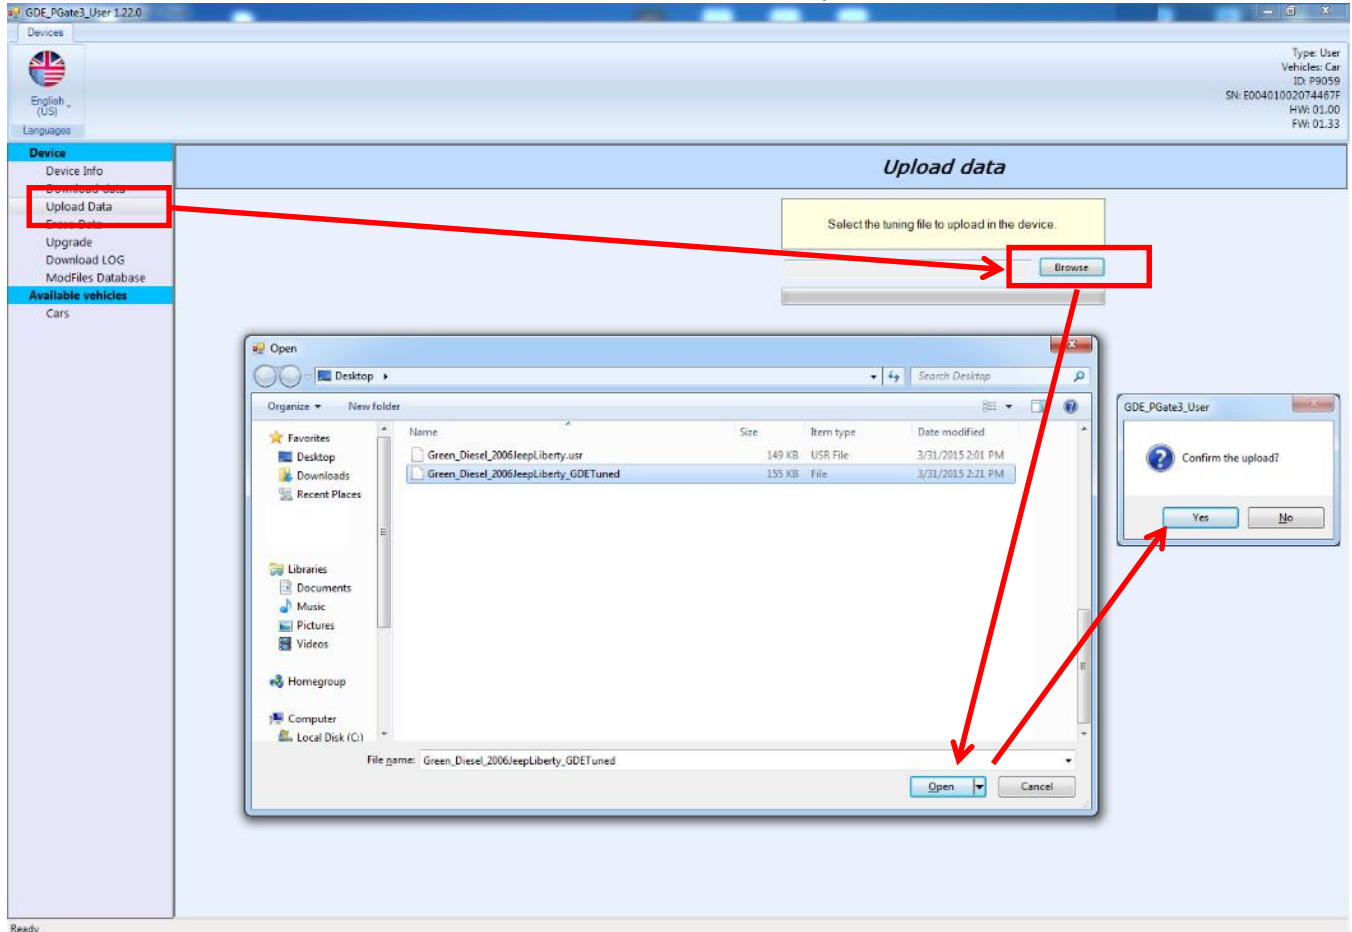 GDE_PGate3_User 1.22.0
Devices
English
(US)
Languages
Type: User
Vehicles: Car
ID: P9059
SN: E00401002074467F
HW: 01.00
FW: 01.33
Device
Device Info
Download data
Upload Data
Erase Data
Upgrade
Download LOG
ModFiles Database
Available vehicles
Cars
Upload data
Select the tuning file to upload in the device.
Browse
Open
Desktop
Search Desktop
Organize
New folder
Name Size Item type Date modified
Green_Diesel_2006JeepLiberty.usr 149 KB USR File 3/31/2015 2:01 PM
Green_Diesel_2006JeepLiberty_GDETuned 155 KB File 3/31/2015 2:21 PM
Favorites
Desktop
Downloads
Recent Places
Libraries
Documents
Music
Pictures
Videos
Homegroup
Computer
Local Disk (C:)
File name: Green_Diesel_2006JeepLiberty_GDETuned
Open Cancel
GDE_PGate3_User
Confirm the upload?
Yes No
Ready